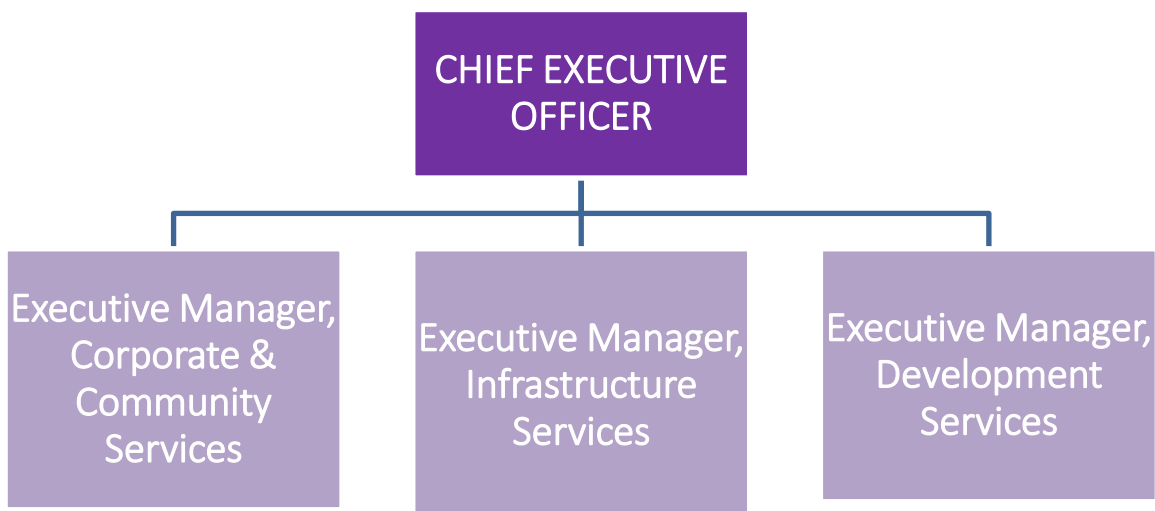 CHIEF EXECUTIVE
OFFICER
Executive Manager,
Corporate &
Community
Services
Executive Manager,
Infrastructure
Services
Executive Manager,
Development
Services